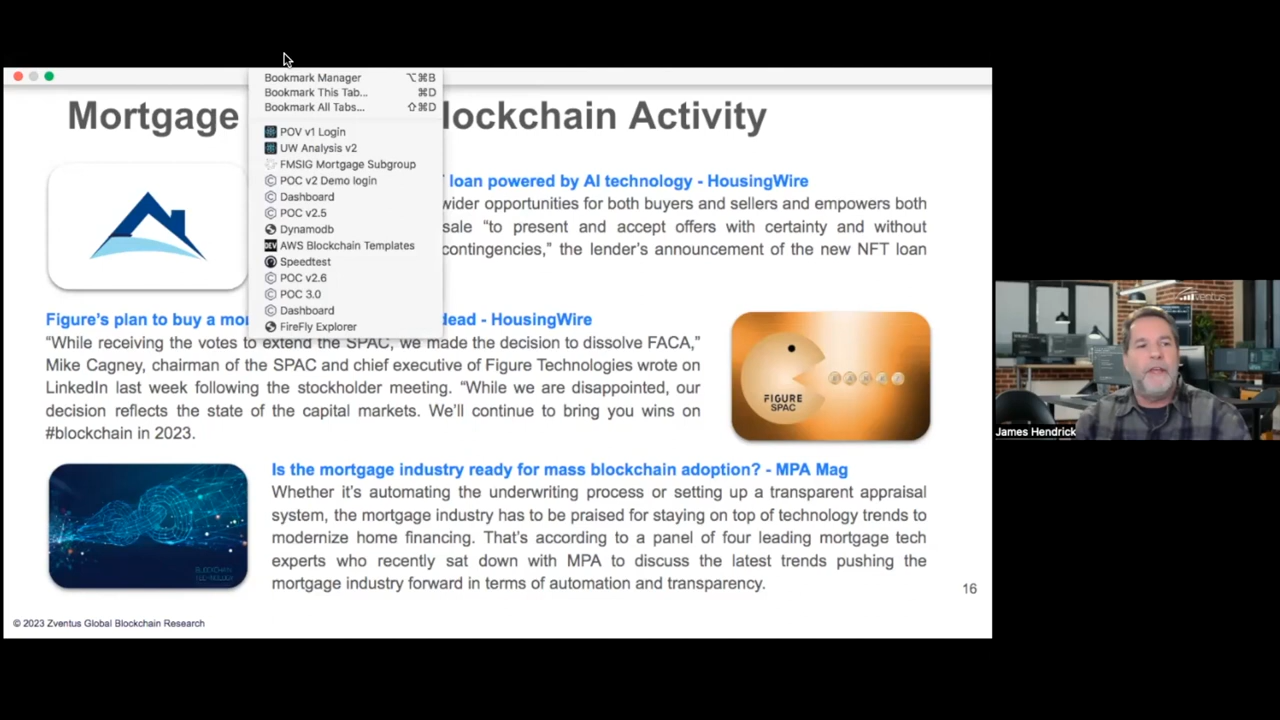 Mortgage lockchain Activity
Bookmark Manager ⌥⌘B
Bookmark This Tab... ⌘D
Bookmark All Tabs... ⇧⌘D
POV v1 Login
UW Analysis v2
FMSIG Mortgage Subgroup
POC v2 Demo login
Dashboard
POC v2.5
Dynamodb
DEV AWS Blockchain Templates
Speedtest
POC v2.6
POC 3.0
Dashboard
FireFly Explorer
loan powered by AI technology - HousingWire
wider opportunities for both buyers and sellers and empowers both
sale “to present and accept offers with certainty and without
contingencies,” the lender’s announcement of the new NFT loan
Figure’s plan to buy a mor dead - HousingWire
“While receiving the votes to extend the SPAC, we made the decision to dissolve FACA,”
Mike Cagney, chairman of the SPAC and chief executive of Figure Technologies wrote on
LinkedIn last week following the stockholder meeting. “While we are disappointed, our
decision reflects the state of the capital markets. We’ll continue to bring you wins on
#blockchain in 2023.
FIGURE
SPAC
Is the mortgage industry ready for mass blockchain adoption? - MPA Mag
Whether it’s automating the underwriting process or setting up a transparent appraisal
system, the mortgage industry has to be praised for staying on top of technology trends to
modernize home financing. That’s according to a panel of four leading mortgage tech
experts who recently sat down with MPA to discuss the latest trends pushing the
mortgage industry forward in terms of automation and transparency.
BLOCKCHAIN
TECHNOLOGY
16
© 2023 Zventus Global Blockchain Research
zventus
James Hendrick